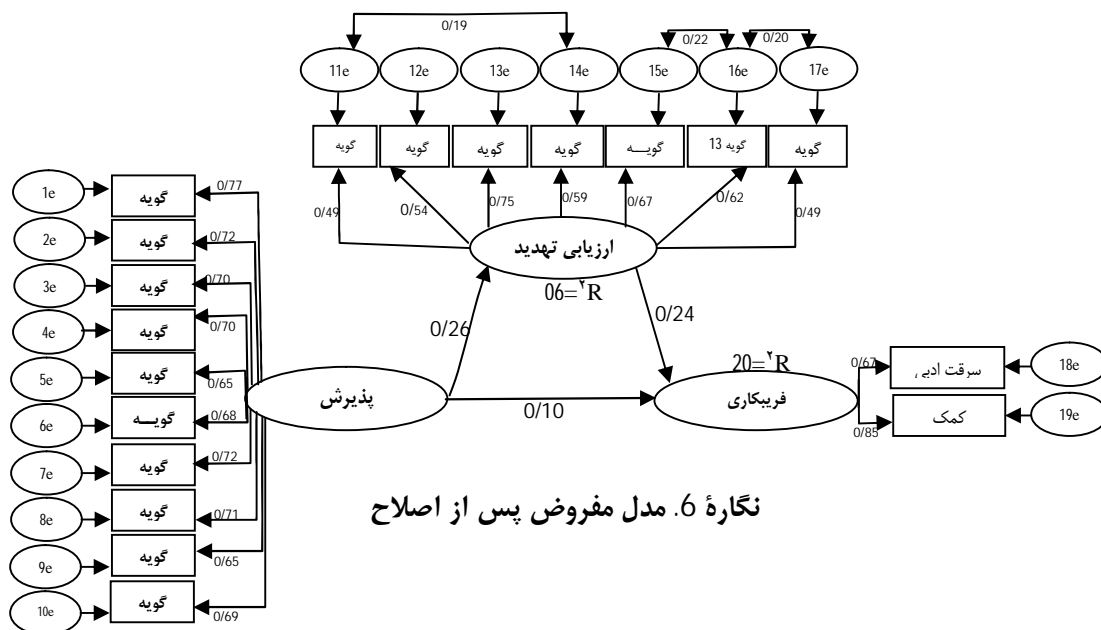 0/19
0/22 0/20
11e 12e 13e 14e 15e 16e 17e
گویه گویه گویه گویه گویــه گویه 13 گویه
0/49 0/54 0/75 0/59 0/67 0/62 0/49
ارزیابی تهدید
06=²R
1e گویه 0/77
2e گویه 0/72
3e گویه 0/70
4e گویه 0/70
5e گویه 0/65
6e گویــه 0/68
7e گویه 0/72
8e گویه 0/71
9e گویه 0/65
10e گویه 0/69
0/26
0/24
پذیرش
0/10
20=²R
فریبکاری
0/67 سرقت ادبی 18e
0/85 کمک 19e
نگارۀ 6. مدل مفروض پس از اصلاح